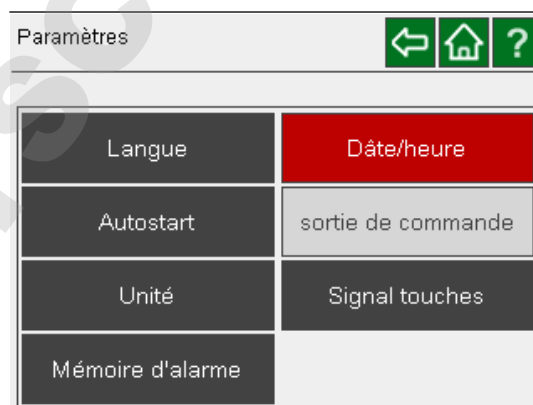 Paramètres
?
Langue
Dâte/heure
Autostart
sortie de commande
Unité
Signal touches
Mémoire d'alarme